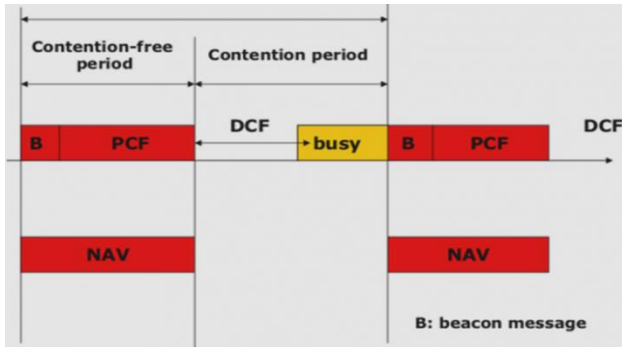 Contention-free
period
Contention period
DCF
DCF
B
PCF
busy
B
PCF
NAV
NAV
B: beacon message